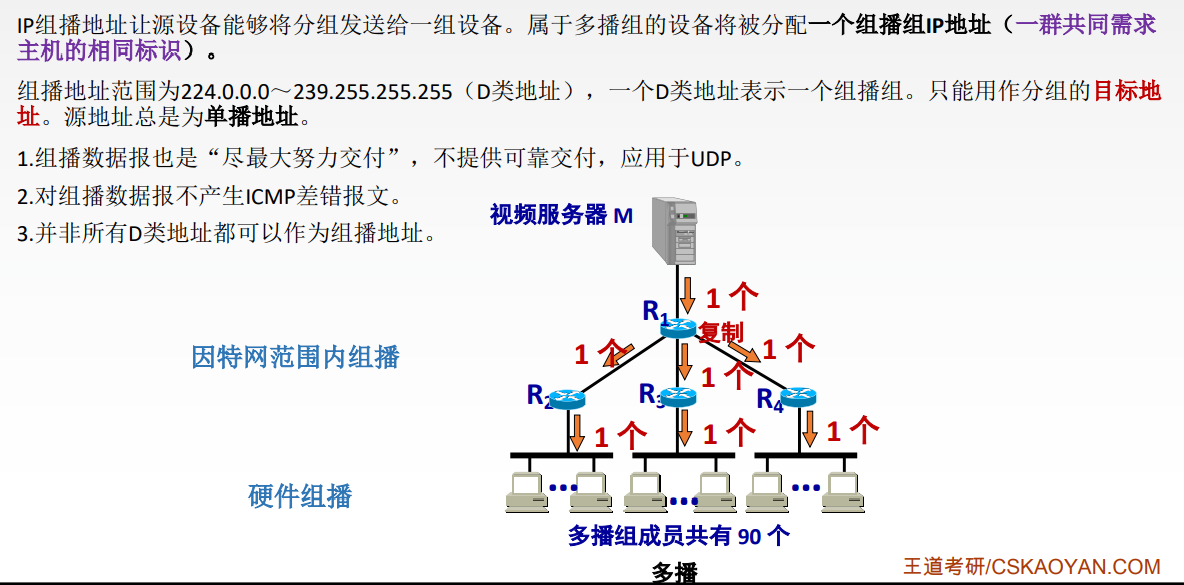 IP组播地址让源设备能够将分组发送给一组设备。属于多播组的设备将被分配一个组播组IP地址（一群共同需求
主机的相同标识）。
组播地址范围为224.0.0.0～239.255.255.255（D类地址），一个D类地址表示一个组播组。只能用作分组的目标地
址。源地址总是为单播地址。
1.组播数据报也是“尽最大努力交付”，不提供可靠交付，应用于UDP。
2.对组播数据报不产生ICMP差错报文。
3.并非所有D类地址都可以作为组播地址。
视频服务器 M
1 个
R1
复制
1 个
1 个
1 个
因特网范围内组播
R2
R3
R4
1 个
1 个
1 个
硬件组播
...
...
...
多播组成员共有 90 个
多播
王道考研/CSKAOYAN.COM